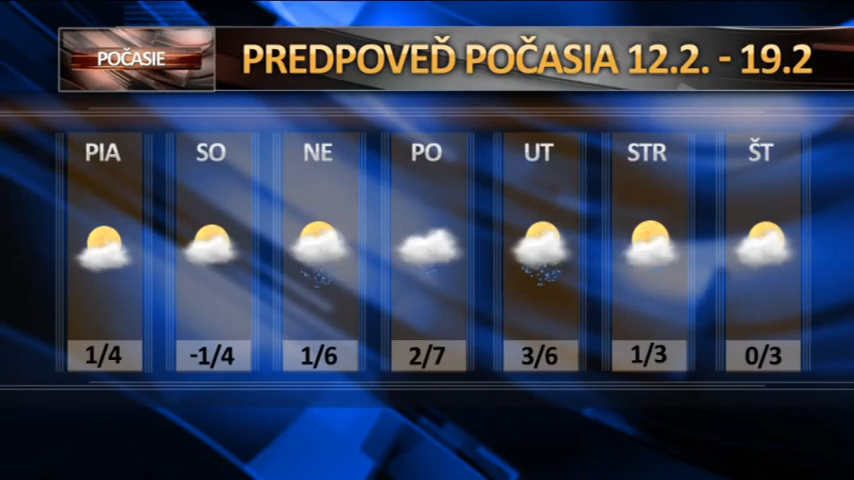 POČASIE
PREDPOVEĎ POČASIA 12.2. - 19.2
PIA SO NE PO UT STR ŠT
1/4 -1/4 1/6 2/7 3/6 1/3 0/3